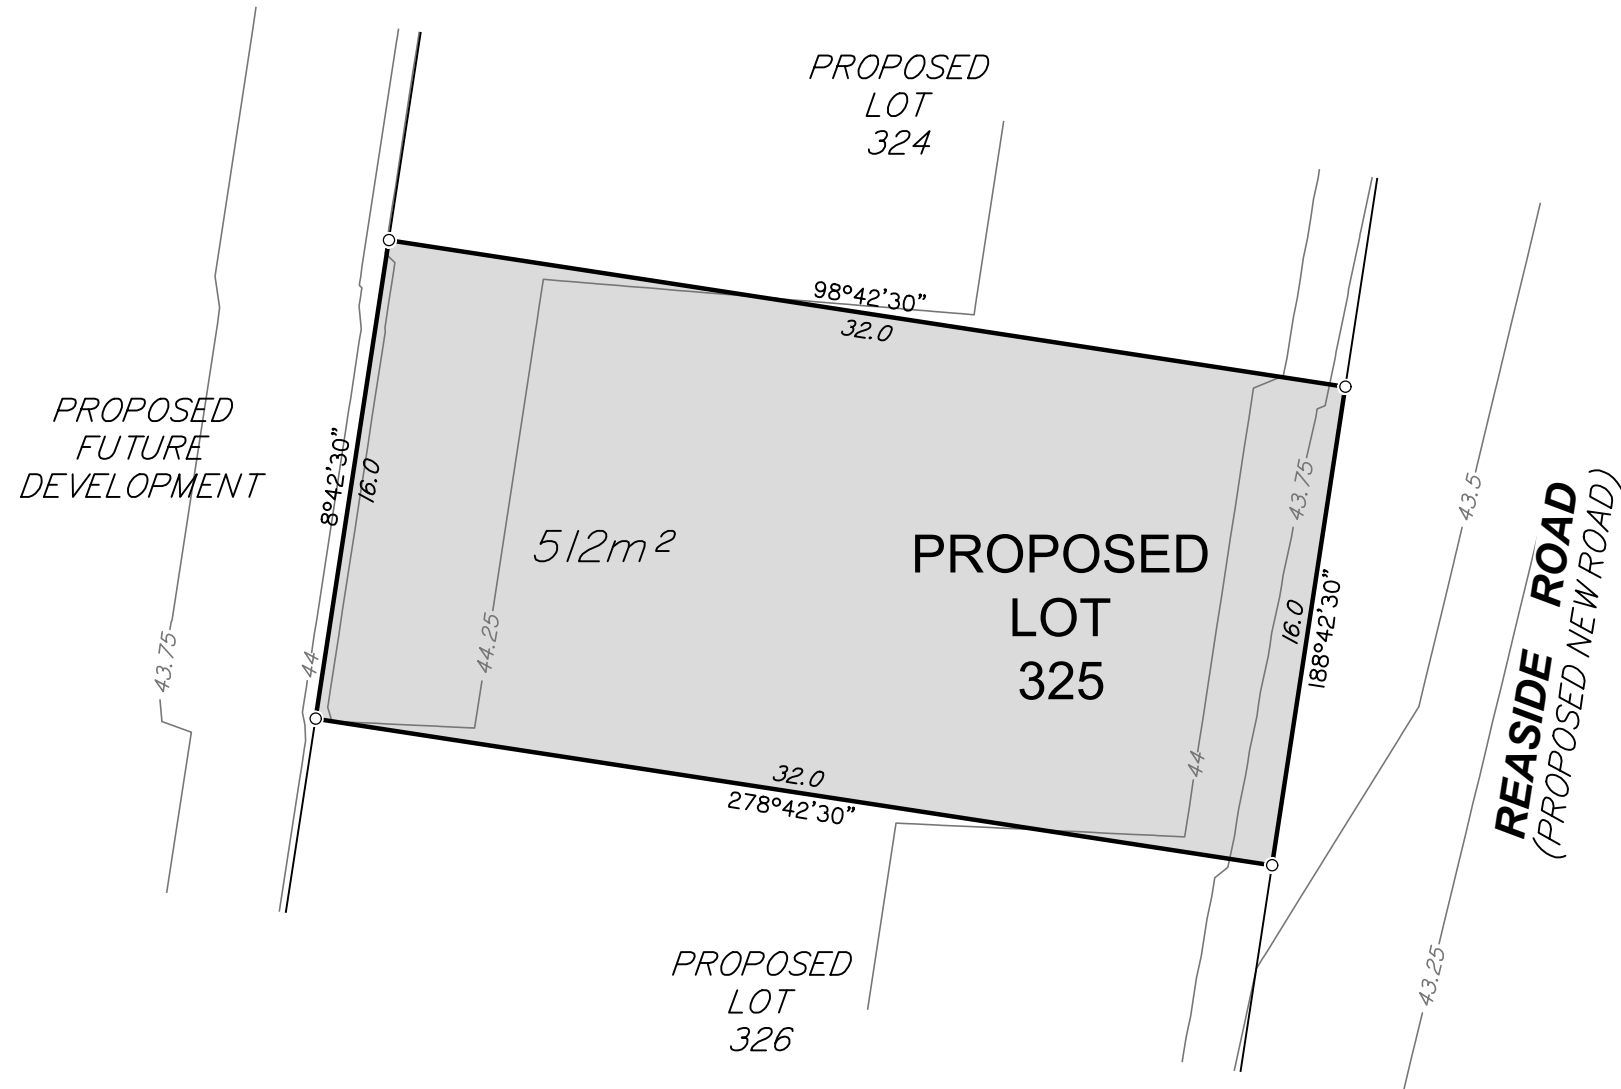 PROPOSED
LOT
324
98°42'30"
32.0
PROPOSED
FUTURE
DEVELOPMENT
8°42'30"
16.0
512m²
PROPOSED
LOT
325
43.75
43.5
REASIDE ROAD
(PROPOSED NEW ROAD)
16.0
188°42'30"
43.75
44
44.25
44
32.0
278°42'30"
43.25
PROPOSED
LOT
326